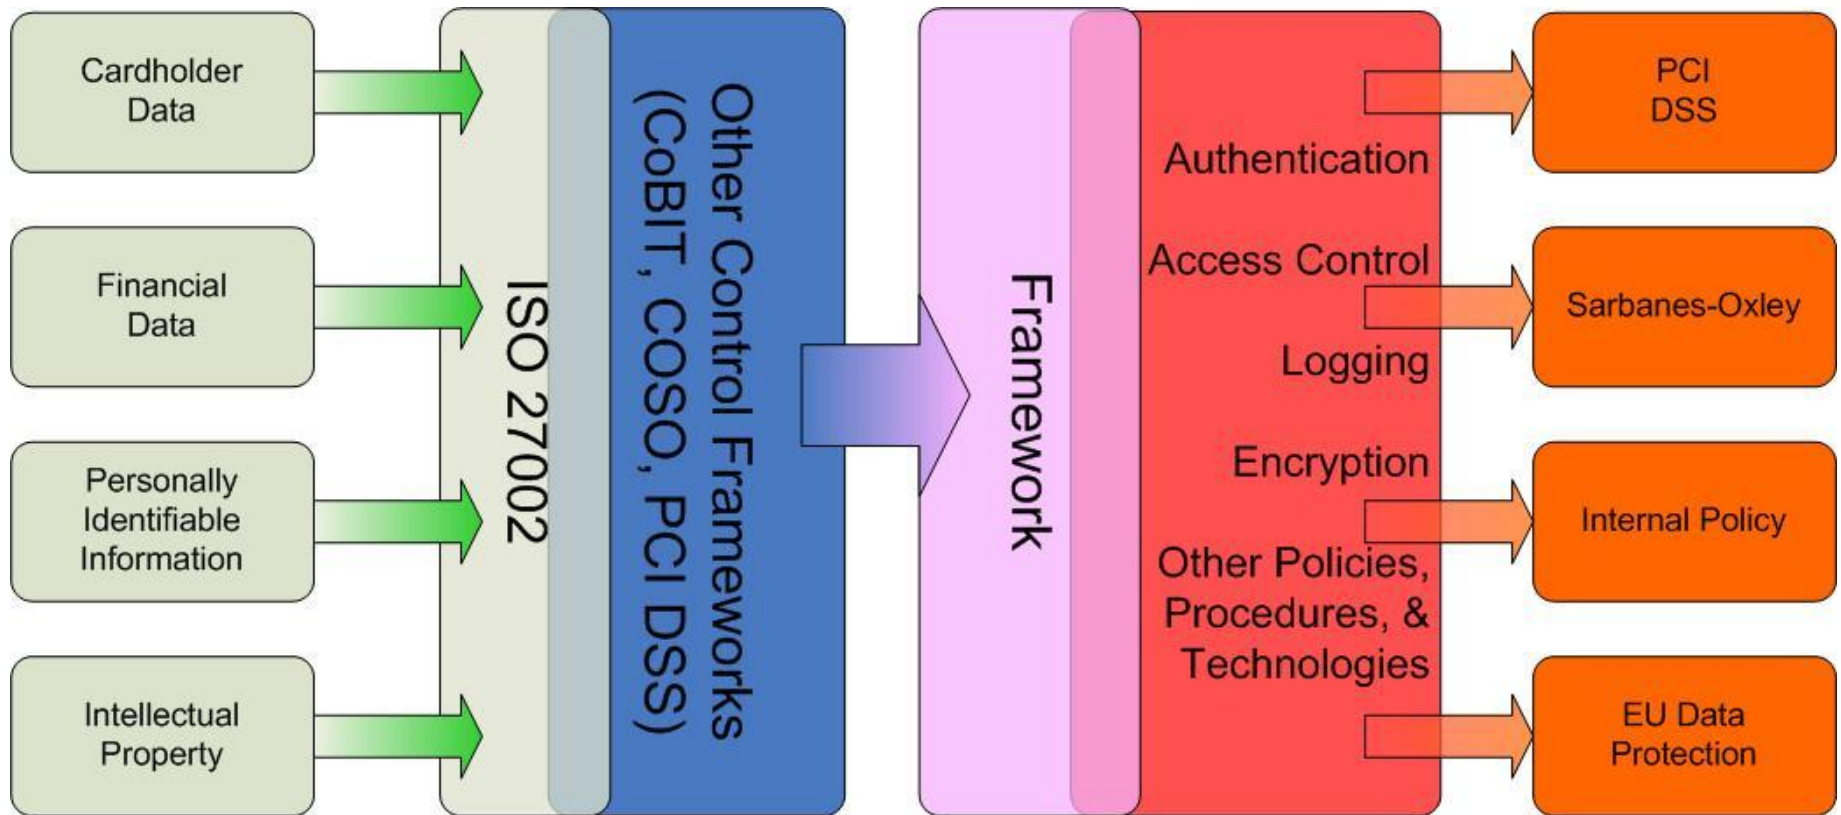 Cardholder
Data
Financial
Data
Personally
Identifiable
Information
Intellectual
Property
ISO 27002
Other Control Frameworks
(CoBIT, COSO, PCI DSS)
Framework
Authentication
Access Control
Logging
Encryption
Other Policies,
Procedures, &
Technologies
PCI
DSS
Sarbanes-Oxley
Internal Policy
EU Data
Protection